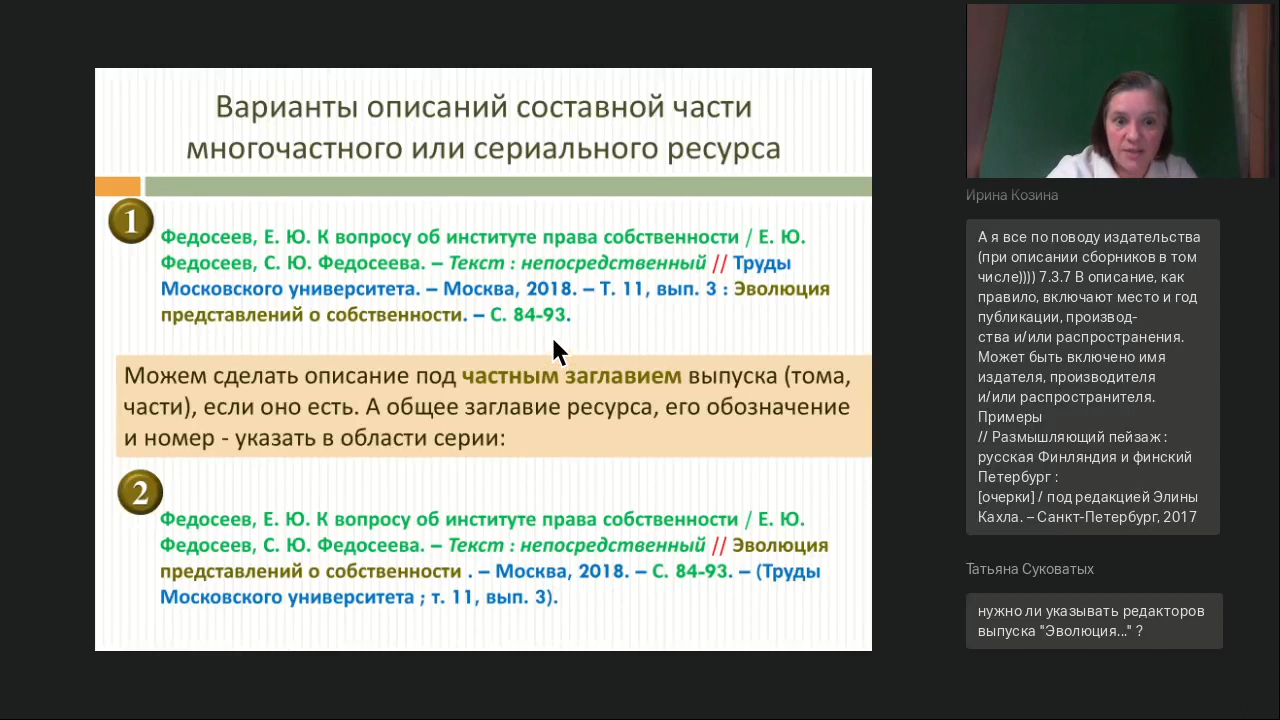 Варианты описаний составной части
многочастного или сериального ресурса
1
Федосеев, Е. Ю. К вопросу об институте права собственности / Е. Ю.
Федосеев, С. Ю. Федосеева. – Текст : непосредственный // Труды
Московского университета. – Москва, 2018. – Т. 11, вып. 3 : Эволюция
представлений о собственности. – С. 84-93.
Можем сделать описание под частным заглавием выпуска (тома,
части), если оно есть. А общее заглавие ресурса, его обозначение
и номер - указать в области серии:
2
Федосеев, Е. Ю. К вопросу об институте права собственности / Е. Ю.
Федосеев, С. Ю. Федосеева. – Текст : непосредственный // Эволюция
представлений о собственности . – Москва, 2018. – С. 84-93. – (Труды
Московского университета ; т. 11, вып. 3).
Ирина Козина
А я все по поводу издательства
(при описании сборников в том
числе)))) 7.3.7 В описание, как
правило, включают место и год
публикации, производ-
ства и/или распространения.
Может быть включено имя
издателя, производителя
и/или распространителя.
Примеры
// Размышляющий пейзаж :
русская Финляндия и финский
Петербург :
[очерки] / под редакцией Элины
Кахла. – Санкт-Петербург, 2017
Татьяна Суковатых
нужно ли указывать редакторов
выпуска "Эволюция..." ?